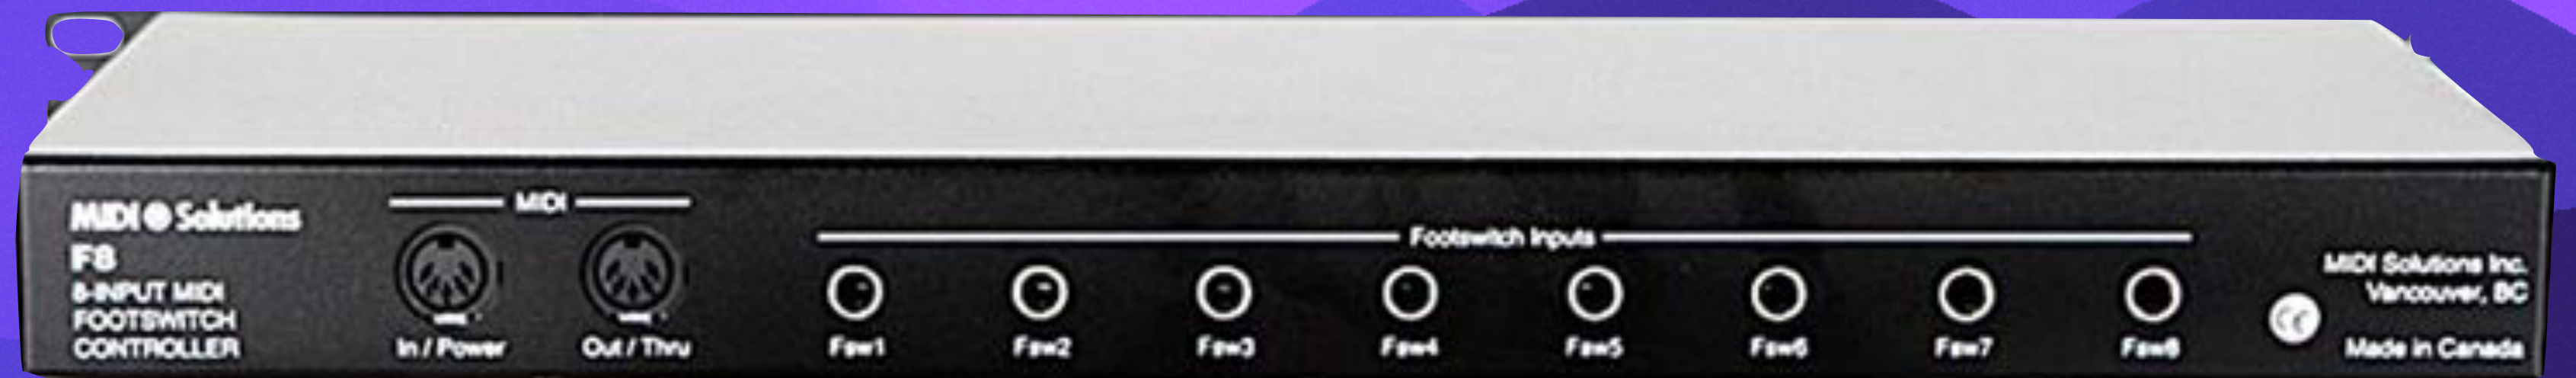 MIDI Solutions
F8
8-INPUT MIDI
FOOTSWITCH
CONTROLLER
MIDI
In / Power
Out / Thru
Footswitch Inputs
Fsw1
Fsw2
Fsw3
Fsw4
Fsw5
Fsw6
Fsw7
Fsw8
CE
MIDI Solutions Inc.
Vancouver, BC
Made in Canada